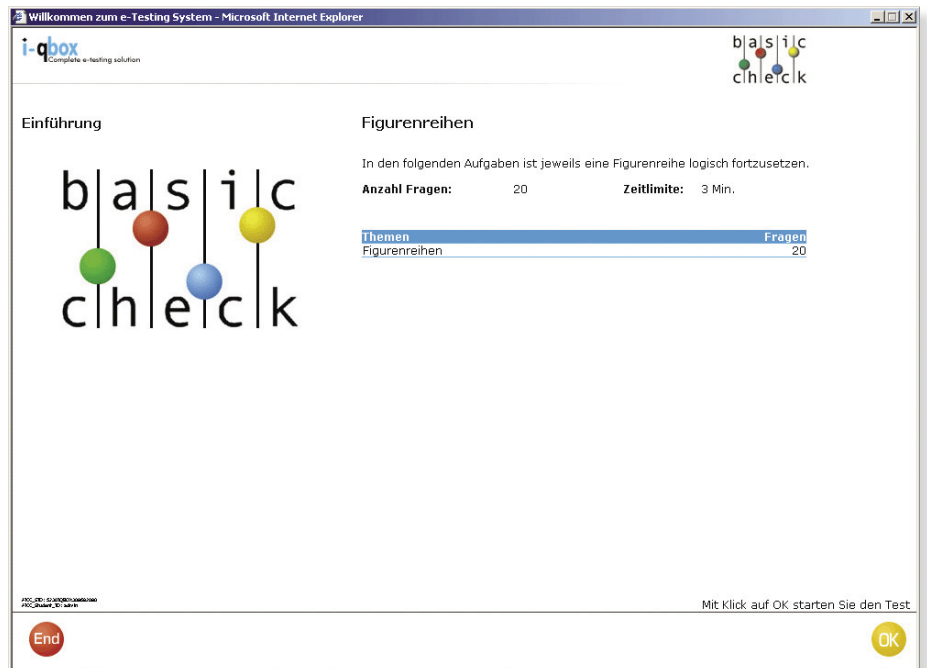 Willkommen zum e-Testing System - Microsoft Internet Explorer
i-qbox
Complete e-testing solution
b|a|s|i|c
c|h|e|c|k
Einführung
b|a|s|i|c
c|h|e|c|k
Figurenreihen
In den folgenden Aufgaben ist jeweils eine Figurenreihe logisch fortzusetzen.
Anzahl Fragen: 20 Zeitlimite: 3 Min.
Themen Fragen
Figurenreihen 20
Mit Klick auf OK starten Sie den Test
End
OK